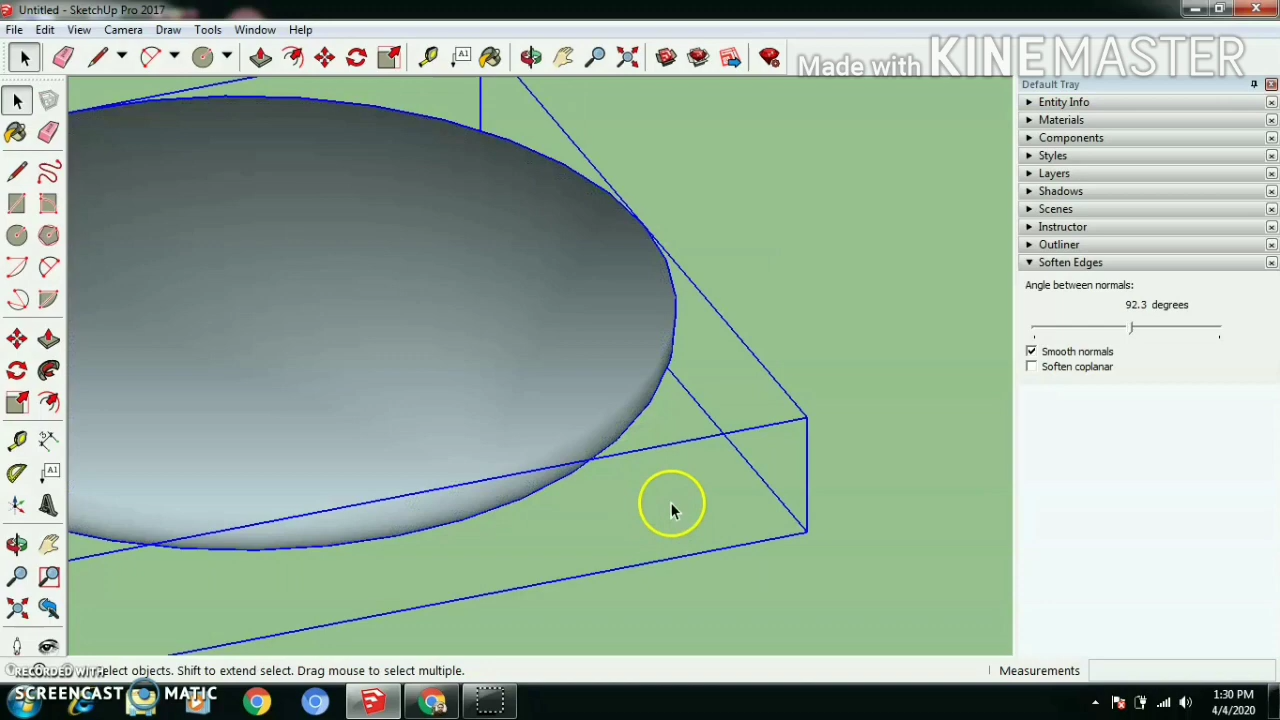 Untitled - SketchUp Pro 2017
File Edit View Camera Draw Tools Window Help
Made with KINEMASTER
Default Tray
Entity Info
Materials
Components
Styles
Layers
Shadows
Scenes
Instructor
Outliner
Soften Edges
Angle between normals:
92.3 degrees
Smooth normals
Soften coplanar
A1
A1
select objects. Shift to extend select. Drag mouse to select multiple.
Measurements
RECORDED WITH
SCREENCAST MATIC
1:30 PM
4/4/2020